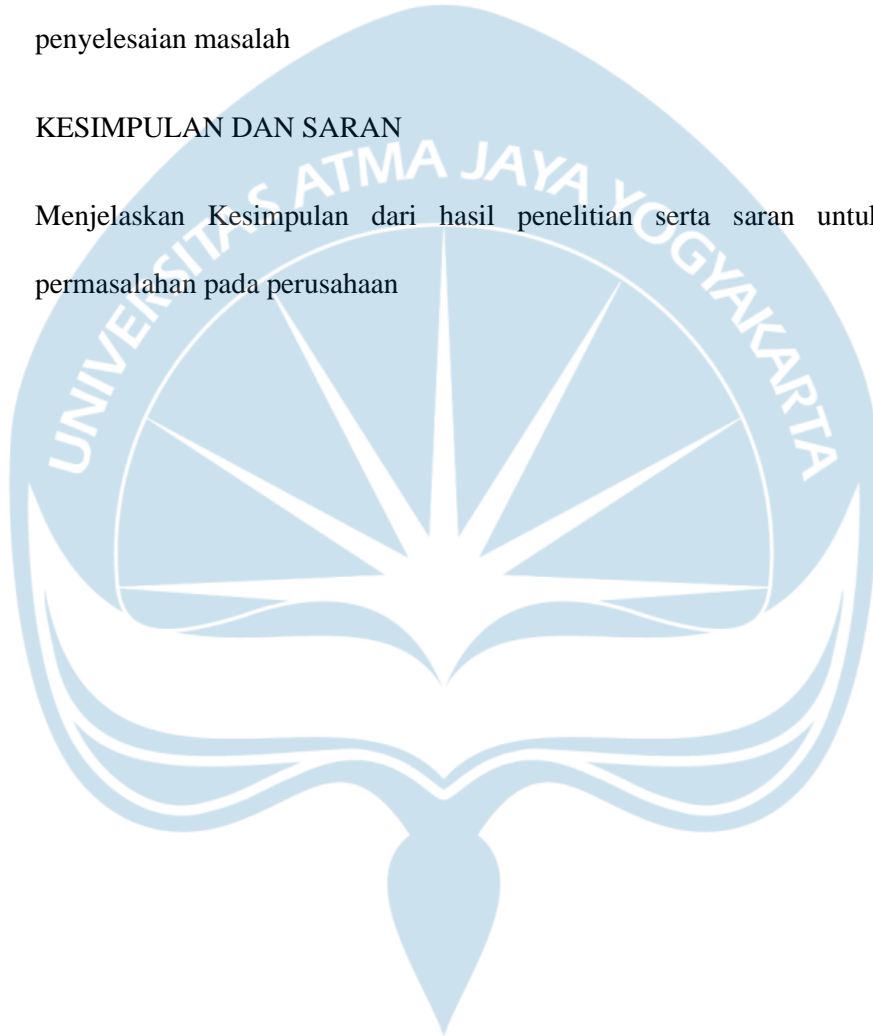 penyelesaian masalah
KESIMPULAN DAN SARAN
UNIVERSITAS ATMA JAYA YOGYAKARTA
Menjelaskan Kesimpulan dari hasil penelitian serta saran untuk
permasalahan pada perusahaan